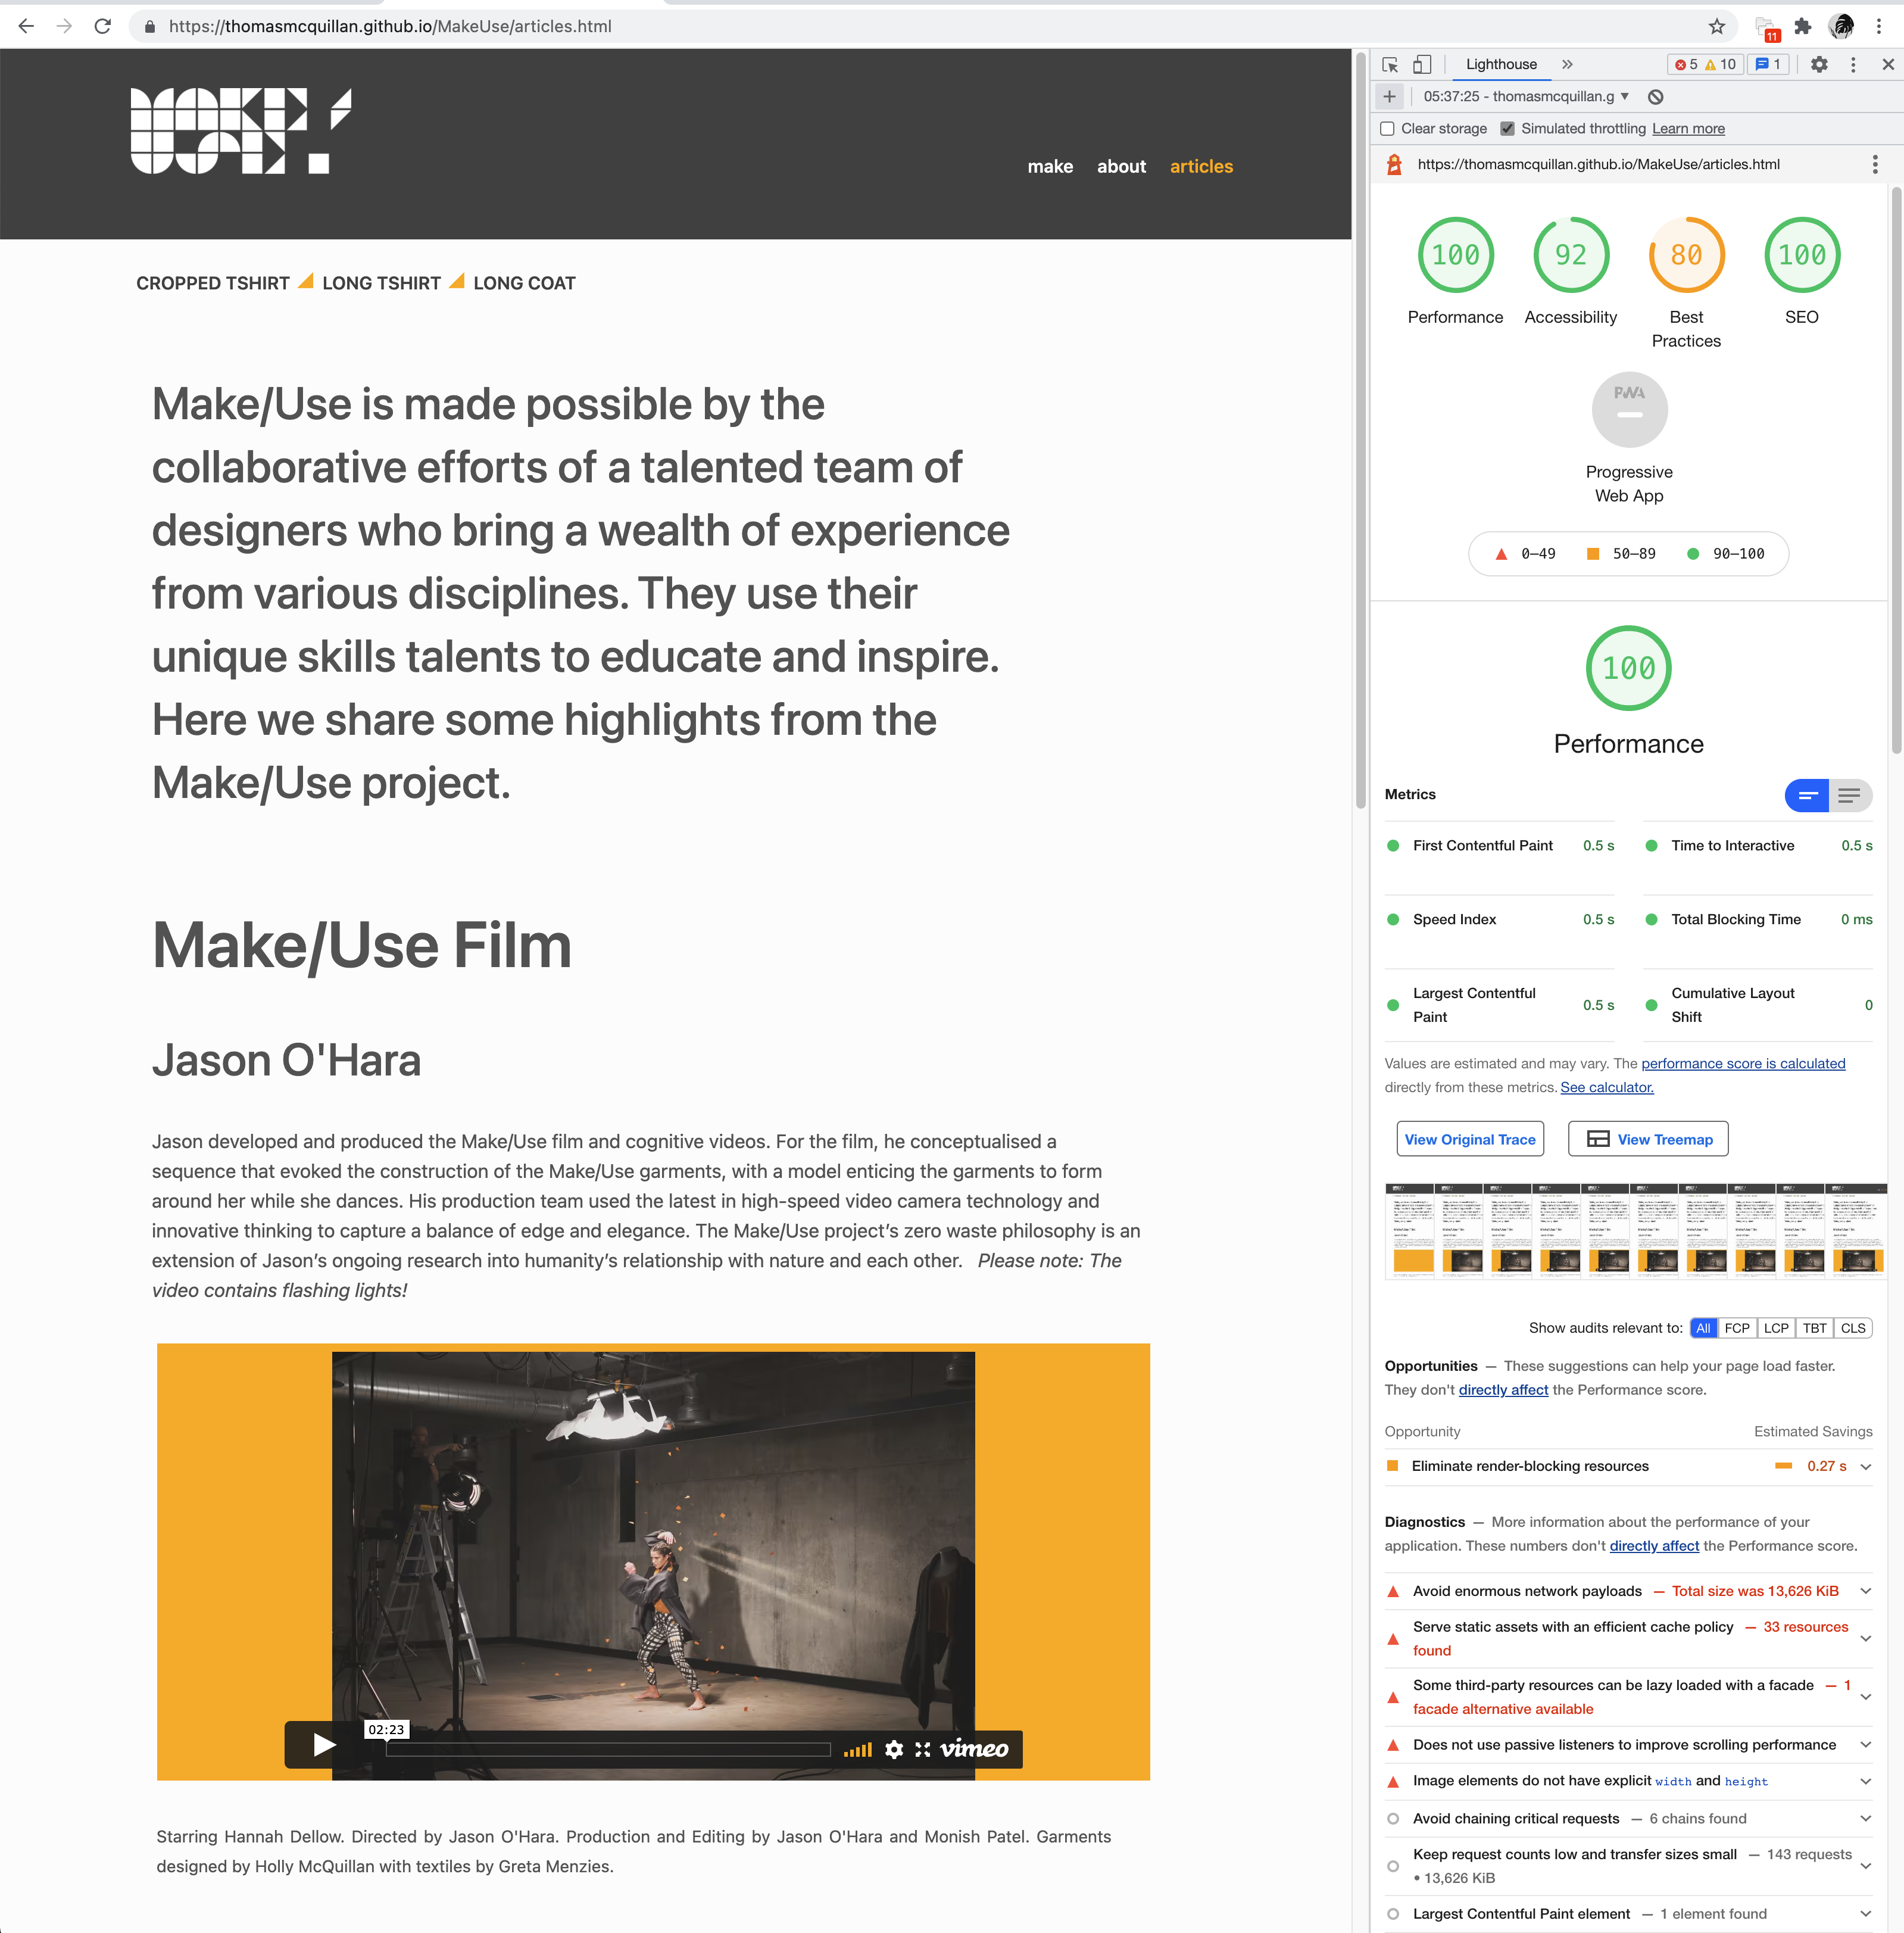 https://thomasmcquillan.github.io/MakeUse/articles.html
11
MAKE/
USE.
make about articles
CROPPED TSHIRT LONG TSHIRT LONG COAT
Make/Use is made possible by the
collaborative efforts of a talented team of
designers who bring a wealth of experience
from various disciplines. They use their
unique skills talents to educate and inspire.
Here we share some highlights from the
Make/Use project.
Make/Use Film
Jason O'Hara
Jason developed and produced the Make/Use film and cognitive videos. For the film, he conceptualised a
sequence that evoked the construction of the Make/Use garments, with a model enticing the garments to form
around her while she dances. His production team used the latest in high-speed video camera technology and
innovative thinking to capture a balance of edge and elegance. The Make/Use project’s zero waste philosophy is an
extension of Jason’s ongoing research into humanity’s relationship with nature and each other. Please note: The
video contains flashing lights!
02:23
vimeo
Starring Hannah Dellow. Directed by Jason O'Hara. Production and Editing by Jason O'Hara and Monish Patel. Garments
designed by Holly McQuillan with textiles by Greta Menzies.
Lighthouse » 5 10 1
05:37:25 - thomasmcquillan.g
Clear storage Simulated throttling Learn more
https://thomasmcquillan.github.io/MakeUse/articles.html
100 92 80 100
Performance Accessibility Best SEO
Practices
PWA
Progressive
Web App
0–49 50–89 90–100
100
Performance
Metrics
First Contentful Paint 0.5 s Time to Interactive 0.5 s
Speed Index 0.5 s Total Blocking Time 0 ms
Largest Contentful 0.5 s Cumulative Layout 0
Paint Shift
Values are estimated and may vary. The performance score is calculated
directly from these metrics. See calculator.
View Original Trace View Treemap
Show audits relevant to: All FCP LCP TBT CLS
Opportunities — These suggestions can help your page load faster.
They don't directly affect the Performance score.
Opportunity Estimated Savings
Eliminate render-blocking resources 0.27 s
Diagnostics — More information about the performance of your
application. These numbers don't directly affect the Performance score.
Avoid enormous network payloads — Total size was 13,626 KiB
Serve static assets with an efficient cache policy — 33 resources
found
Some third-party resources can be lazy loaded with a facade — 1
facade alternative available
Does not use passive listeners to improve scrolling performance
Image elements do not have explicit width and height
Avoid chaining critical requests — 6 chains found
Keep request counts low and transfer sizes small — 143 requests
• 13,626 KiB
Largest Contentful Paint element — 1 element found